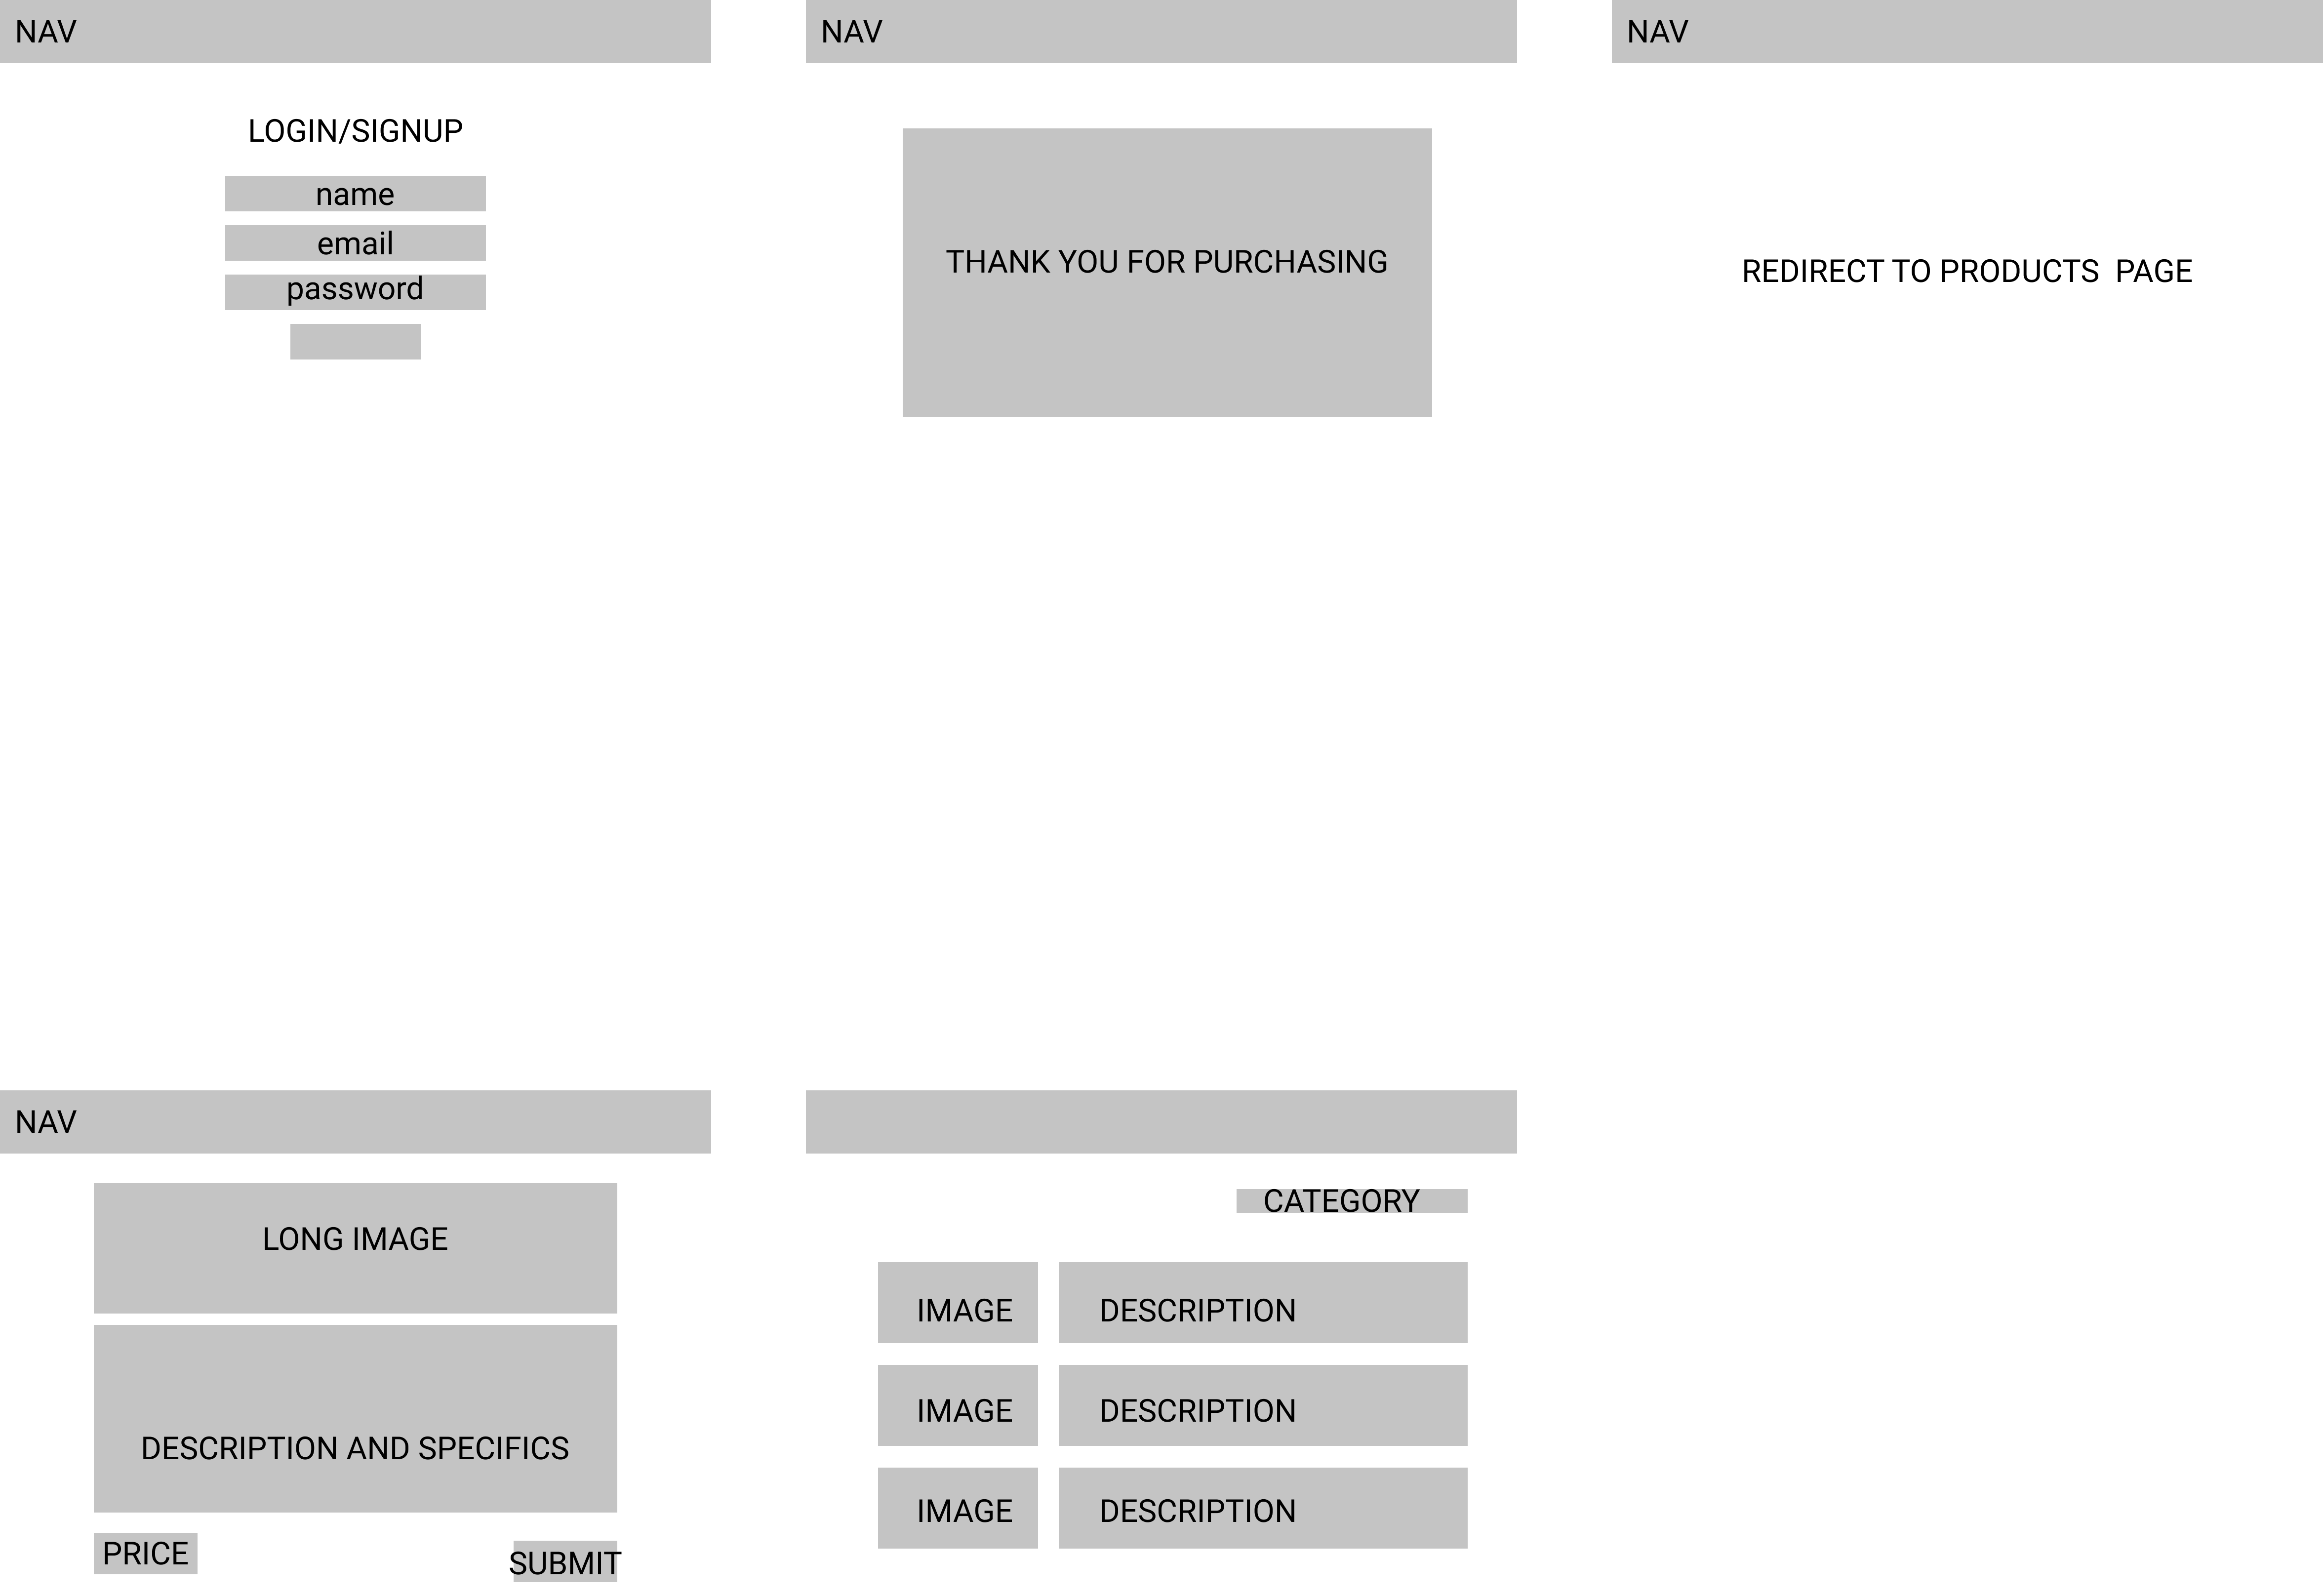 NAV
LOGIN/SIGNUP
name
email
password
NAV
THANK YOU FOR PURCHASING
NAV
REDIRECT TO PRODUCTS  PAGE
NAV
LONG IMAGE
DESCRIPTION AND SPECIFICS
PRICE
SUBMIT
CATEGORY
IMAGE DESCRIPTION
IMAGE DESCRIPTION
IMAGE DESCRIPTION